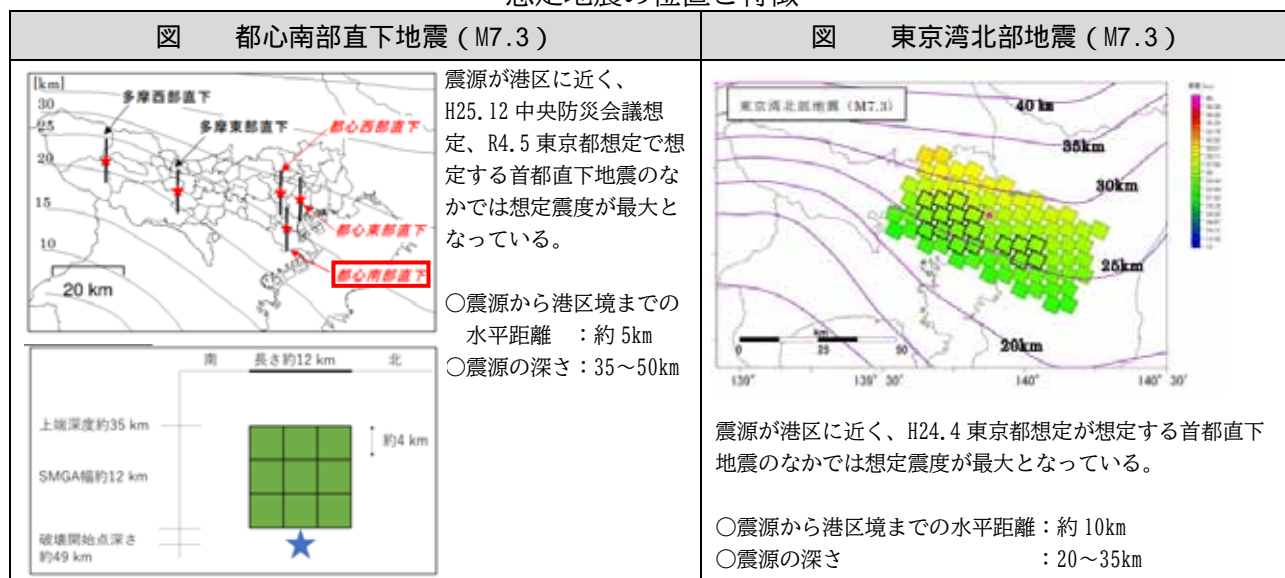 想定地震の位置と特徴
図　都心南部直下地震（M7.3）
[km]
30
25
20
15
10
多摩西部直下
多摩東部直下
都心西部直下
都心東部直下
都心南部直下
20 km
震源が港区に近く、
H25.12 中央防災会議想
定、R4.5 東京都想定で想
定する首都直下地震のな
かでは想定震度が最大と
なっている。
○震源から港区境までの
水平距離　：約 5km
○震源の深さ：35～50km
南　長さ約12 km　北
上端深度約35 km
約4 km
SMGA幅約12 km
破壊開始点深さ
約49 km
図　東京湾北部地震（M7.3）
東京湾北部地震（M7.3）
40 km
35km
30km
25km
20km
km
0　25　50
139°　139° 30'　140°　140° 30'
震源が港区に近く、H24.4 東京都想定が想定する首都直下
地震のなかでは想定震度が最大となっている。
○震源から港区境までの水平距離：約 10km
○震源の深さ　：20～35km